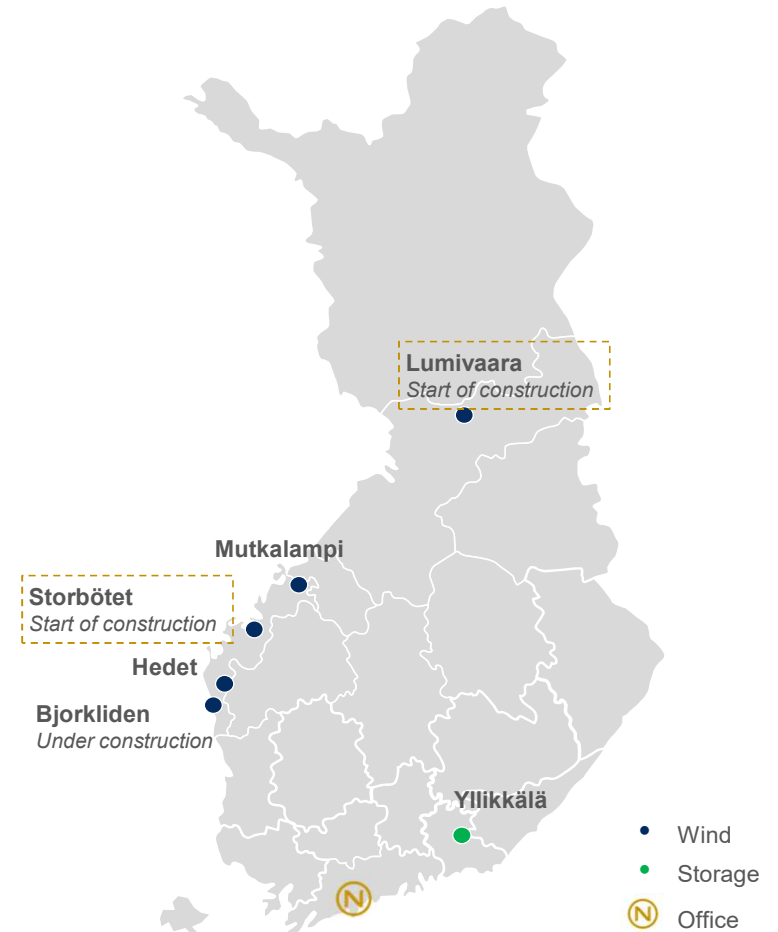 Lumivaara
Start of construction
Mutkalampi
Storbötet
Start of construction
Hedet
Bjorkliden
Under construction
Yllikkälä
Wind
Storage
N
N Office